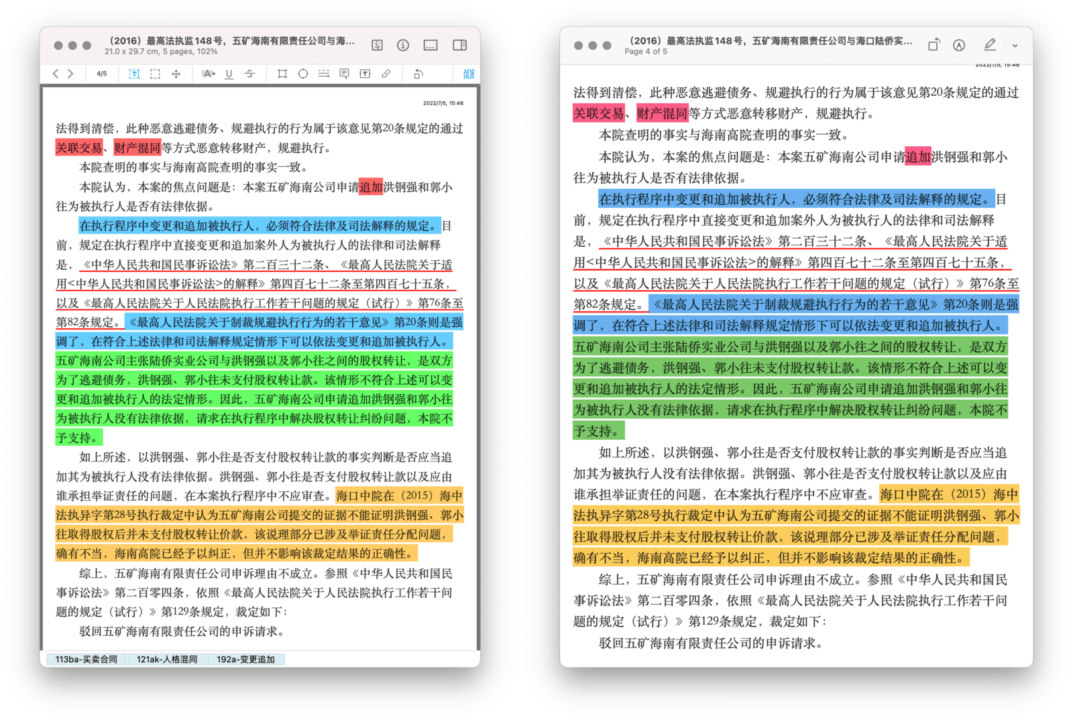 （2016）最高法执监148号，五矿海南有限责任公司与海...
21.0 x 29.7 cm, 5 pages, 102%
4/5
2022/7/5, 15:46
法得到清偿，此种恶意逃避债务、规避执行的行为属于该意见第20条规定的通过
关联交易、财产混同等方式恶意转移财产，规避执行。
本院查明的事实与海南高院查明的事实一致。
本院认为，本案的焦点问题是：本案五矿海南公司申请追加洪钢强和郭小
往为被执行人是否有法律依据。
在执行程序中变更和追加被执行人，必须符合法律及司法解释的规定。目
前，规定在执行程序中直接变更和追加案外人为被执行人的法律和司法解释
是，《中华人民共和国民事诉讼法》第二百三十二条、《最高人民法院关于适
用<中华人民共和国民事诉讼法>的解释》第四百七十二条至第四百七十五条，
以及《最高人民法院关于人民法院执行工作若干问题的规定（试行）》第76条至
第82条规定。《最高人民法院关于制裁规避执行行为的若干意见》第20条则是强
调了，在符合上述法律和司法解释规定情形下可以依法变更和追加被执行人。
五矿海南公司主张陆侨实业公司与洪钢强以及郭小往之间的股权转让，是双方
为了逃避债务，洪钢强、郭小往未支付股权转让款。该情形不符合上述可以变
更和追加被执行人的法定情形。因此，五矿海南公司申请追加洪钢强和郭小往
为被执行人没有法律依据，请求在执行程序中解决股权转让纠纷问题，本院不
予支持。
如上所述，以洪钢强、郭小往是否支付股权转让款的事实判断是否应当追
加其为被执行人没有法律依据。洪钢强、郭小往是否支付股权转让款以及应由
谁承担举证责任的问题，在本案执行程序中不应审查。海口中院在（2015）海中
法执异字第28号执行裁定中认为五矿海南公司提交的证据不能证明洪钢强、郭小
往取得股权后并未支付股权转让价款，该说理部分已涉及举证责任分配问题，
确有不当，海南高院已经予以纠正，但并不影响该裁定结果的正确性。
综上，五矿海南有限责任公司申诉理由不成立。参照《中华人民共和国民
事诉讼法》第二百零四条，依照《最高人民法院关于人民法院执行工作若干问
题的规定（试行）》第129条规定，裁定如下：
驳回五矿海南有限责任公司的申诉请求。
113ba-买卖合同 121ak-人格混同 192a-变更追加
（2016）最高法执监148号，五矿海南有限责任公司与海口陆侨实...
Page 4 of 5
2022/7/5, 15:46
法得到清偿，此种恶意逃避债务、规避执行的行为属于该意见第20条规定的通过
关联交易、财产混同等方式恶意转移财产，规避执行。
本院查明的事实与海南高院查明的事实一致。
本院认为，本案的焦点问题是：本案五矿海南公司申请追加洪钢强和郭小
往为被执行人是否有法律依据。
在执行程序中变更和追加被执行人，必须符合法律及司法解释的规定。目
前，规定在执行程序中直接变更和追加案外人为被执行人的法律和司法解释
是，《中华人民共和国民事诉讼法》第二百三十二条、《最高人民法院关于适
用<中华人民共和国民事诉讼法>的解释》第四百七十二条至第四百七十五条，
以及《最高人民法院关于人民法院执行工作若干问题的规定（试行）》第76条至
第82条规定。《最高人民法院关于制裁规避执行行为的若干意见》第20条则是强
调了，在符合上述法律和司法解释规定情形下可以依法变更和追加被执行人。
五矿海南公司主张陆侨实业公司与洪钢强以及郭小往之间的股权转让，是双方
为了逃避债务，洪钢强、郭小往未支付股权转让款。该情形不符合上述可以变
更和追加被执行人的法定情形。因此，五矿海南公司申请追加洪钢强和郭小往
为被执行人没有法律依据，请求在执行程序中解决股权转让纠纷问题，本院不
予支持。
如上所述，以洪钢强、郭小往是否支付股权转让款的事实判断是否应当追
加其为被执行人没有法律依据。洪钢强、郭小往是否支付股权转让款以及应由
谁承担举证责任的问题，在本案执行程序中不应审查。海口中院在（2015）海中
法执异字第28号执行裁定中认为五矿海南公司提交的证据不能证明洪钢强、郭小
往取得股权后并未支付股权转让价款，该说理部分已涉及举证责任分配问题，
确有不当，海南高院已经予以纠正，但并不影响该裁定结果的正确性。
综上，五矿海南有限责任公司申诉理由不成立。参照《中华人民共和国民
事诉讼法》第二百零四条，依照《最高人民法院关于人民法院执行工作若干问
题的规定（试行）》第129条规定，裁定如下：
驳回五矿海南有限责任公司的申诉请求。